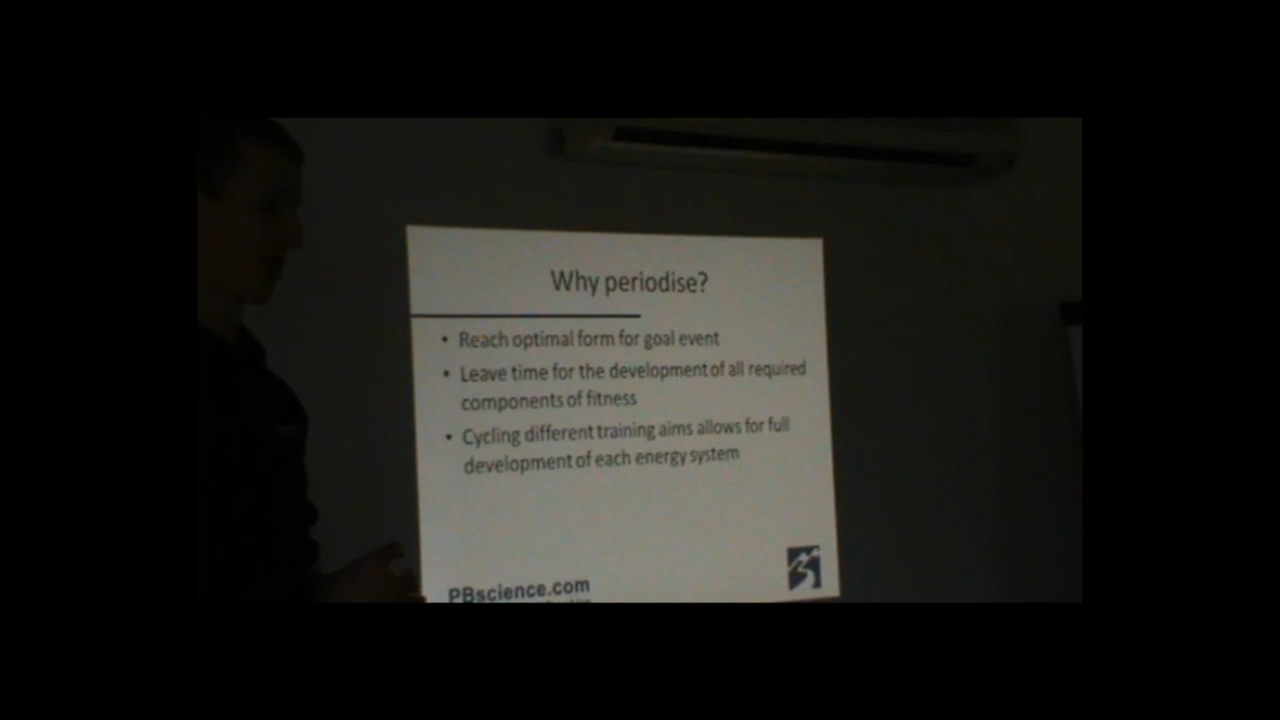 Why periodise?
• Reach optimal form for goal event
• Leave time for the development of all required
components of fitness
• Cycling different training aims allows for full
development of each energy system
PBscience.com